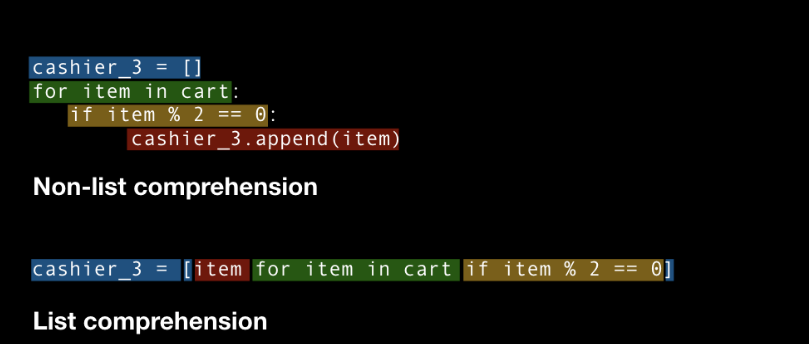 cashier_3 = []
for item in cart:
if item % 2 == 0:
cashier_3.append(item)
Non-list comprehension
cashier_3 = [item for item in cart if item % 2 == 0]
List comprehension